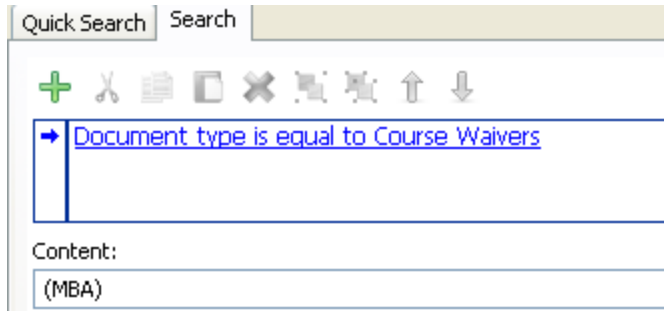 Quick Search Search
Document type is equal to Course Waivers
Content:
(MBA)